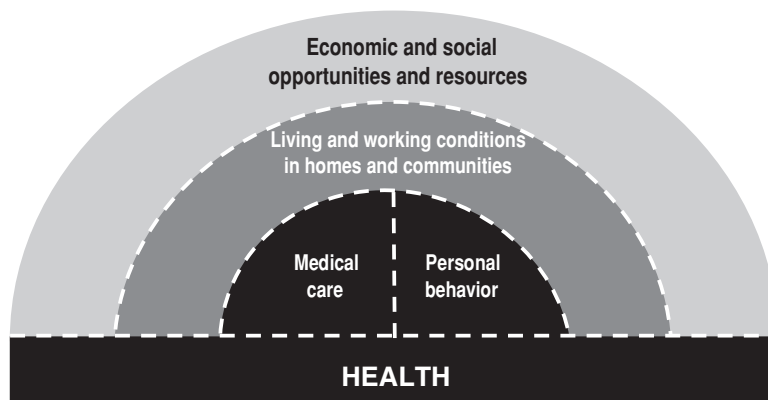 Economic and social
opportunities and resources
Living and working conditions
in homes and communities
Medical
care
Personal
behavior
HEALTH